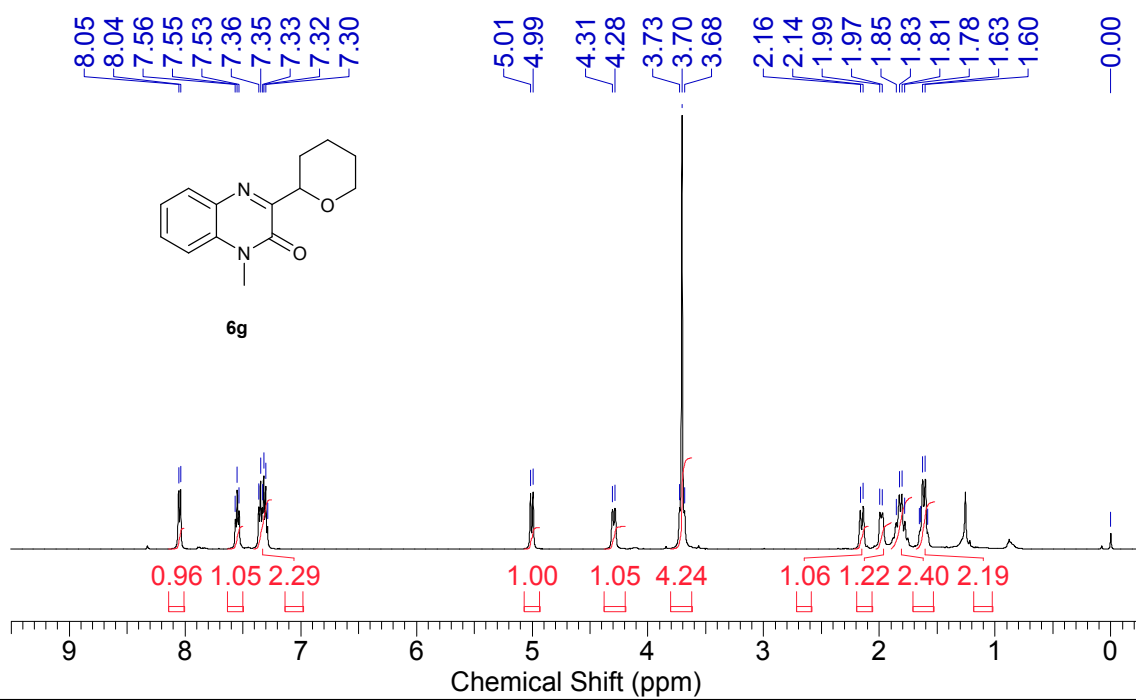 8.05 8.04 7.56 7.55 7.53 7.36 7.35 7.33 7.32 7.30 5.01 4.99 4.31 4.28 3.73 3.70 3.68 2.16 2.14 1.99 1.97 1.85 1.83 1.81 1.78 1.63 1.60 0.00
N
O
N
O
6g
0.96 1.05 2.29 1.00 1.05 4.24 1.06 1.22 2.40 2.19
9 8 7 6 5 4 3 2 1 0
Chemical Shift (ppm)